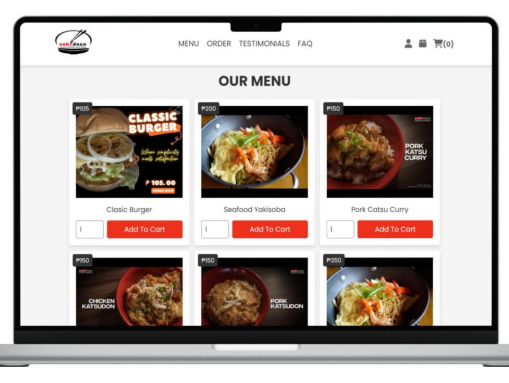 MENU ORDER TESTIMONIALS FAQ
(0)
OUR MENU
₱105
CLASSIC
BURGER
Where simplicity
meets satisfaction
₱ 105.00
Clasic Burger
1
Add To Cart
₱200
Seafood Yakisoba
1
Add To Cart
₱150
PORK
KATSU
CURRY
Pork Catsu Curry
1
Add To Cart
₱150
CHICKEN
KATSUDON
₱150
PORK
KATSUDON
₱350